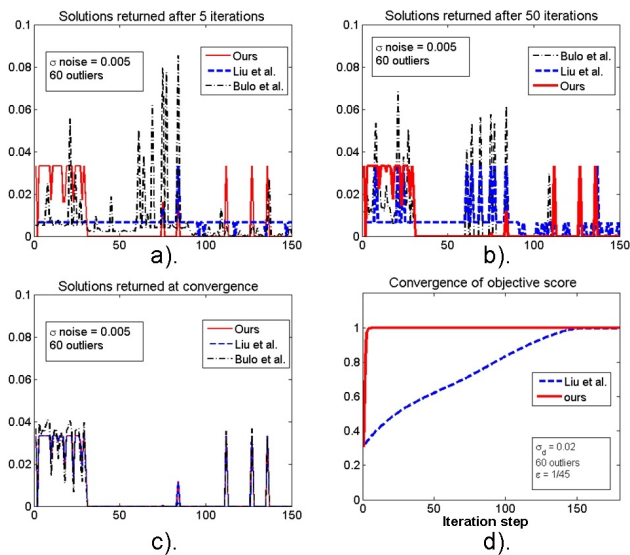 Solutions returned after 5 iterations
0.1
0.08
0.06
0.04
0.02
0
0
50
100
150
σ noise = 0.005
60 outliers
Ours
Liu et al.
Bulo et al.
a).
Solutions returned after 50 iterations
0.1
0.08
0.06
0.04
0.02
0
0
50
100
150
σ noise = 0.005
60 outliers
Bulo et al.
Liu et al.
Ours
b).
Solutions returned at convergence
0.1
0.08
0.06
0.04
0.02
0
0
50
100
150
σ noise = 0.005
60 outliers
Ours
Liu et al.
Bulo et al.
c).
Convergence of objective score
1
0.8
0.6
0.4
0.2
0
0
50
100
150
Liu et al.
ours
σd = 0.02
60 outliers
ε = 1/45
Iteration step
d).